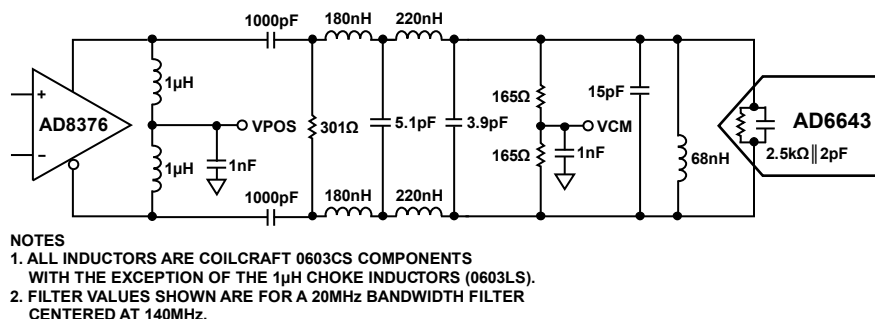 1000pF
180nH
220nH
1µH
1µH
AD8376
+
–
VPOS
1nF
301Ω
5.1pF
3.9pF
165Ω
165Ω
VCM
1nF
15pF
68nH
AD6643
2.5kΩ || 2pF
1000pF
180nH
220nH
NOTES
1. ALL INDUCTORS ARE COILCRAFT 0603CS COMPONENTS
WITH THE EXCEPTION OF THE 1µH CHOKE INDUCTORS (0603LS).
2. FILTER VALUES SHOWN ARE FOR A 20MHz BANDWIDTH FILTER
CENTERED AT 140MHz.